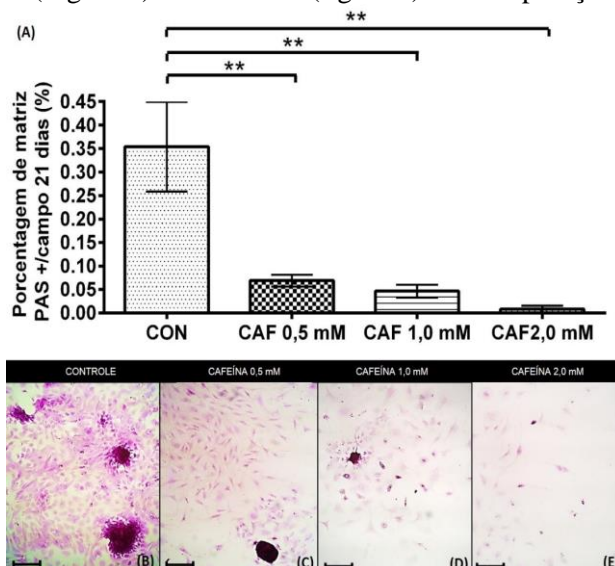 (A)
**
**
**
Porcentagem de matriz
PAS +/campo 21 dias (%)
0.45
0.40
0.35
0.30
0.25
0.20
0.15
0.10
0.05
0.00
CON
CAF 0,5 mM
CAF 1,0 mM
CAF2,0 mM
CONTROLE
CAFEÍNA 0,5 mM
CAFEÍNA 1,0 mM
CAFEÍNA 2,0 mM
(B)
(C)
(D)